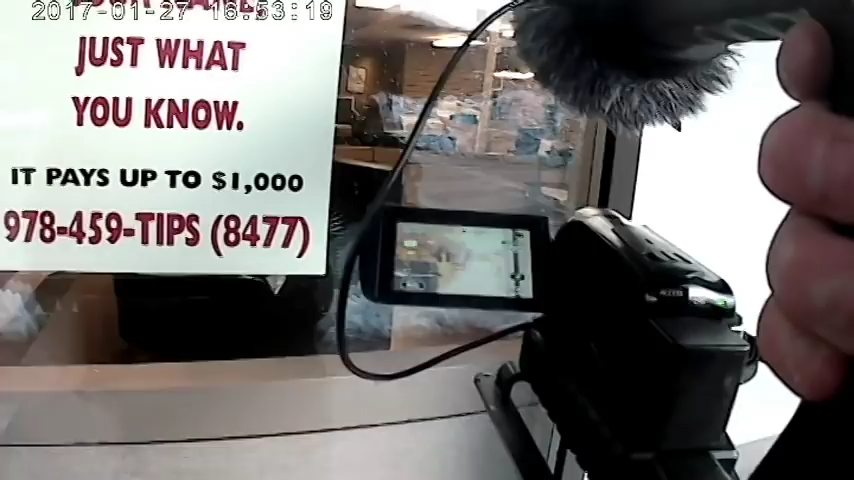 2017-01-27 16:53:19
JUST WHAT
YOU KNOW.
IT PAYS UP TO $1,000
978-459-TIPS (8477)
ACCESS